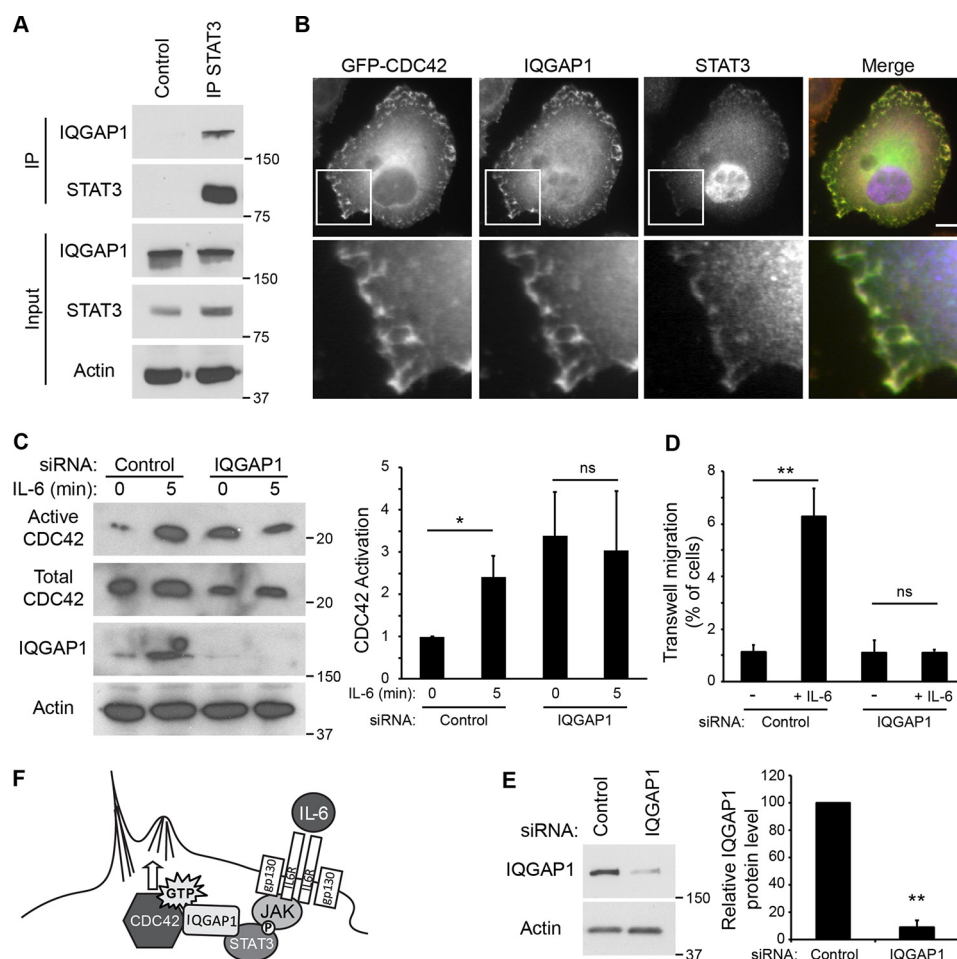 A
Control
IP STAT3
IP
IQGAP1
STAT3
150
75
Input
IQGAP1
STAT3
Actin
150
75
37
B
GFP-CDC42
IQGAP1
STAT3
Merge
C
siRNA: Control IQGAP1
IL-6 (min): 0 5 0 5
Active
CDC42
20
Total
CDC42
20
IQGAP1
150
Actin
37
CDC42 Activation
5
4
3
2
1
0
*
ns
IL-6 (min): 0 5 0 5
siRNA: Control IQGAP1
D
Transwell migration
(% of cells)
8
6
4
2
0
**
ns
- + IL-6 - + IL-6
siRNA: Control IQGAP1
F
IL-6
gp130
IL6R
IL6R
gp130
JAK
P
GTP
CDC42
IQGAP1
STAT3
E
siRNA:
Control
IQGAP1
IQGAP1
150
Actin
37
Relative IQGAP1
protein level
120
100
80
60
40
20
0
**
siRNA: Control IQGAP1